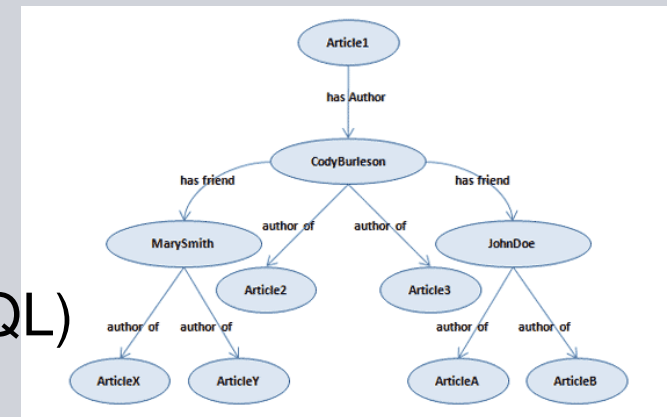 Article1
has Author
CodyBurleson
has friend
has friend
author of
author of
MarySmith
JohnDoe
Article2
Article3
QL)
author of
author of
author of
author of
ArticleX
ArticleY
ArticleA
ArticleB